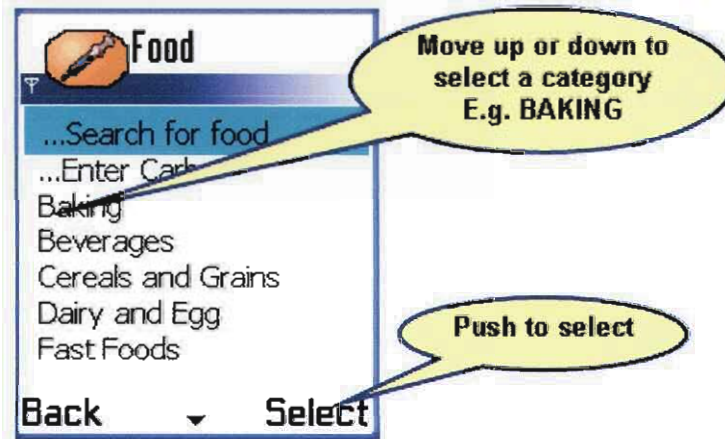 Food
Move up or down to
select a category
E.g. BAKING
...Search for food
...Enter Carb
Baking
Beverages
Cereals and Grains
Dairy and Egg
Fast Foods
Push to select
Back
Select